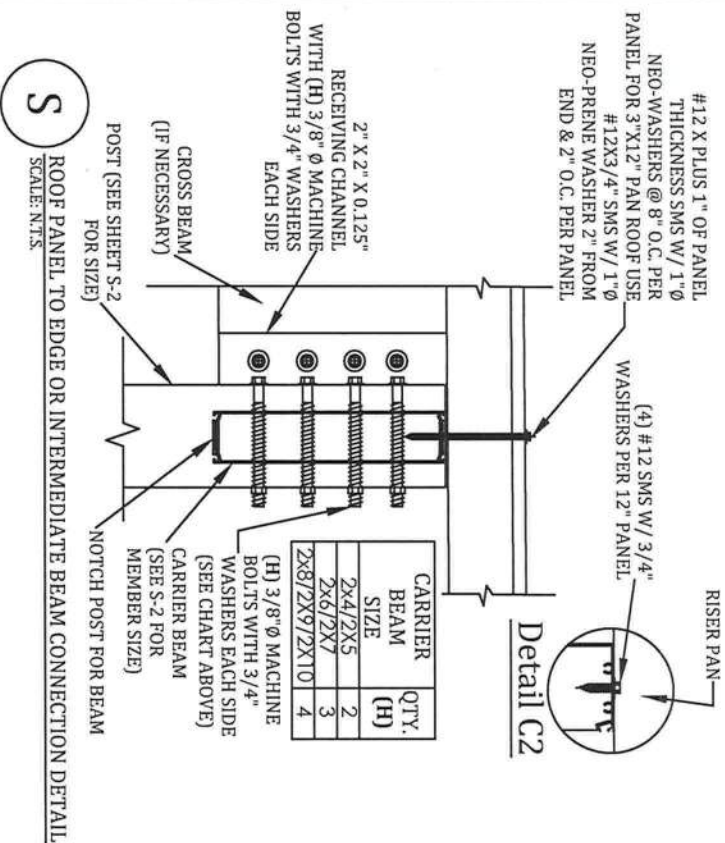 #12 X PLUS 1" OF PANEL
THICKNESS SMS W/ 1"Ø
NEO-WASHERS @ 8" O.C. PER
PANEL FOR 3"X12" PAN ROOF USE
#12X3/4" SMS W/ 1"Ø
NEO-PRENE WASHER 2" FROM
END & 2" O.C. PER PANEL
RISER PAN
(4) #12 SMS W/ 3/4"
WASHERS PER 12" PANEL
Detail C2
2" X 2" X 0.125"
RECEIVING CHANNEL
WITH (H) 3/8" Ø MACHINE
BOLTS WITH 3/4" WASHERS
EACH SIDE
CROSS BEAM
(IF NECESSARY)
POST (SEE SHEET S-2
FOR SIZE)
CARRIER BEAM SIZE QTY. (H)
2x4/2X5 2
2x6/2X7 3
2x8/2X9/2X10 4
(H) 3/8"Ø MACHINE
BOLTS WITH 3/4"
WASHERS EACH SIDE
(SEE CHART ABOVE)
CARRIER BEAM
(SEE S-2 FOR
MEMBER SIZE)
NOTCH POST FOR BEAM
S
ROOF PANEL TO EDGE OR INTERMEDIATE BEAM CONNECTION DETAIL
SCALE: N.T.S.